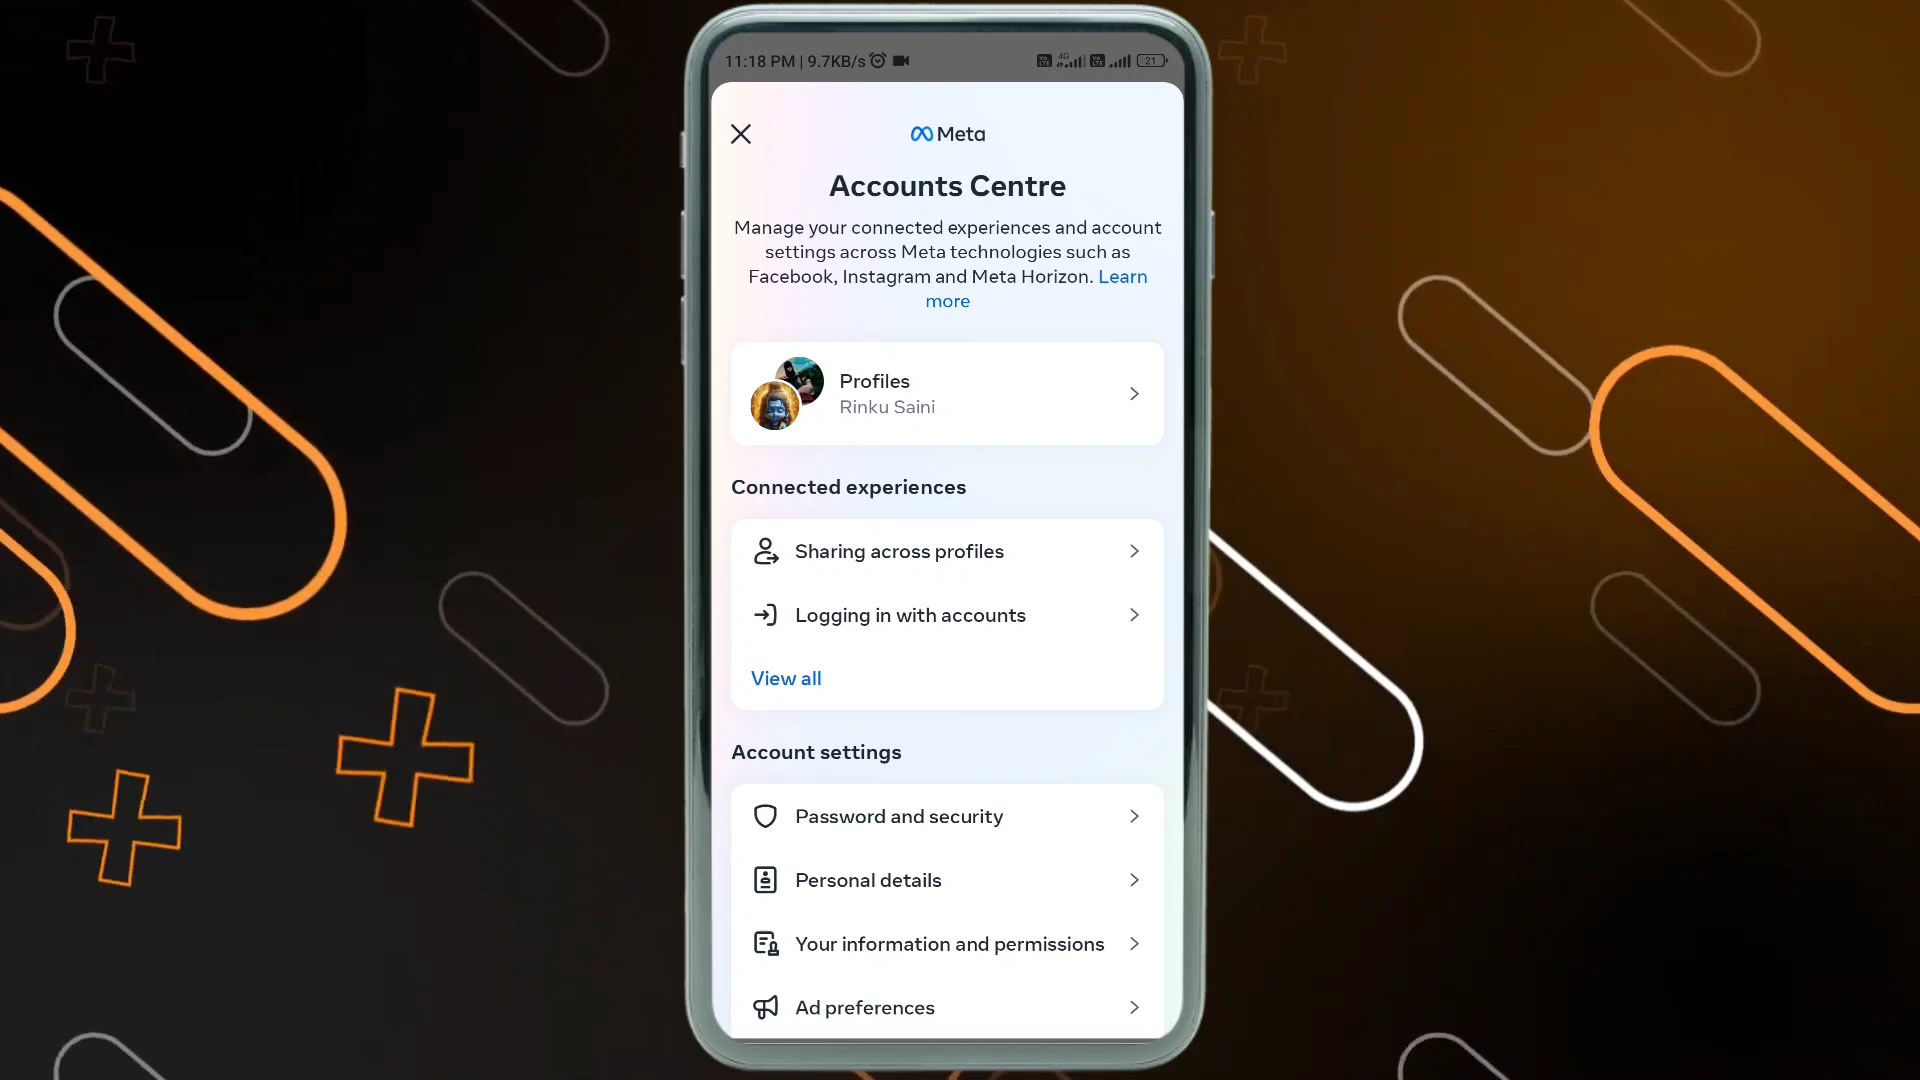 11:18 PM | 9.7KB/s
4G
21
Meta
Accounts Centre
Manage your connected experiences and account
settings across Meta technologies such as
Facebook, Instagram and Meta Horizon. Learn
more
Profiles
Rinku Saini
Connected experiences
Sharing across profiles
Logging in with accounts
View all
Account settings
Password and security
Personal details
Your information and permissions
Ad preferences